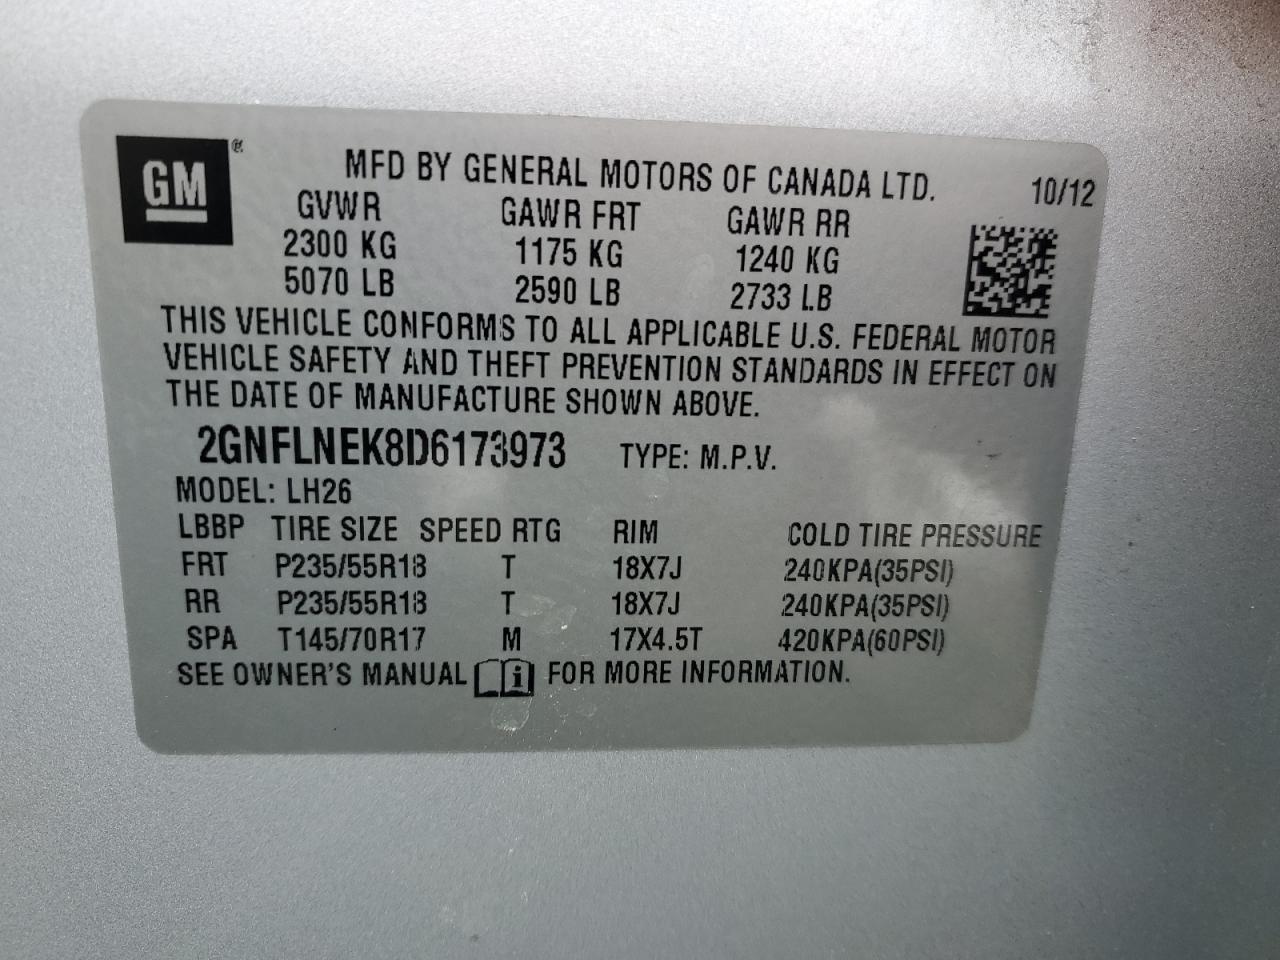 GM®
MFD BY GENERAL MOTORS OF CANADA LTD. 10/12
GVWR GAWR FRT GAWR RR
2300 KG 1175 KG 1240 KG
5070 LB 2590 LB 2733 LB
THIS VEHICLE CONFORMS TO ALL APPLICABLE U.S. FEDERAL MOTOR
VEHICLE SAFETY AND THEFT PREVENTION STANDARDS IN EFFECT ON
THE DATE OF MANUFACTURE SHOWN ABOVE.
2GNFLNEK8D6173973 TYPE: M.P.V.
MODEL: LH26
LBBP TIRE SIZE SPEED RTG RIM COLD TIRE PRESSURE
FRT P235/55R18 T 18X7J 240KPA(35PSI)
RR P235/55R18 T 18X7J 240KPA(35PSI)
SPA T145/70R17 M 17X4.5T 420KPA(60PSI)
SEE OWNER'S MANUAL i FOR MORE INFORMATION.